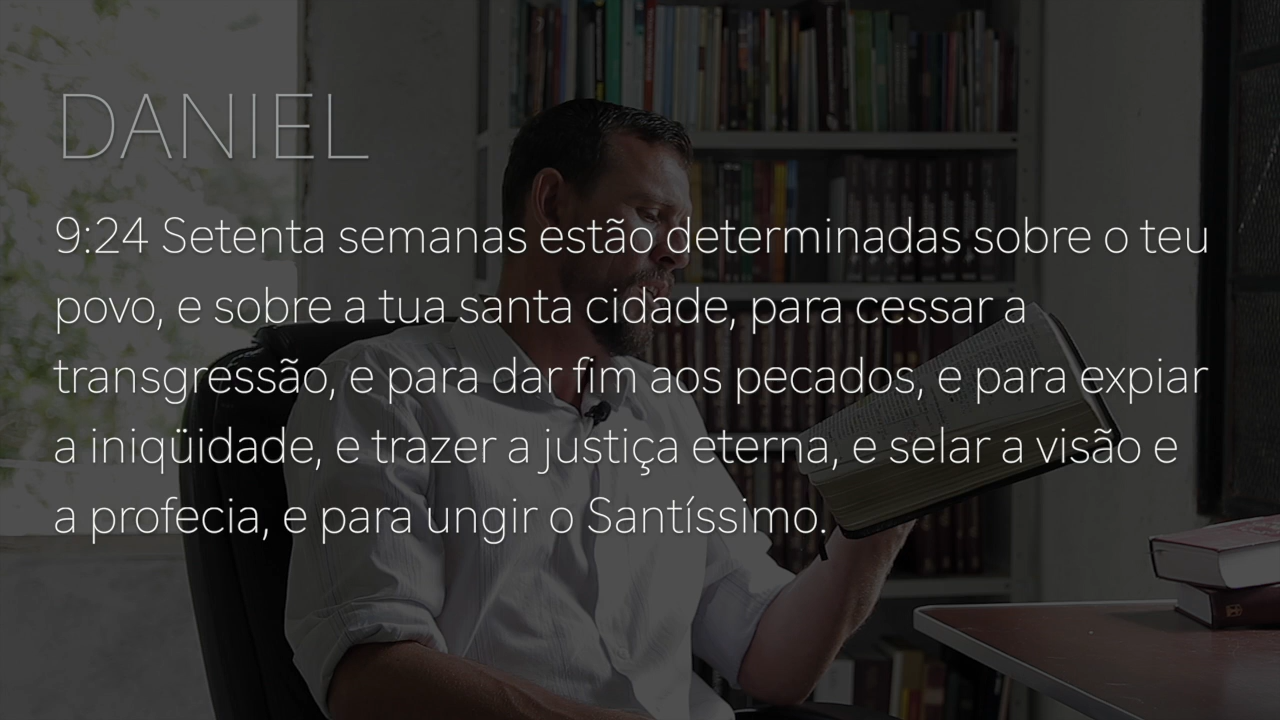 DANIEL
9:24 Setenta semanas estão determinadas sobre o teu
povo, e sobre a tua santa cidade, para cessar a
transgressão, e para dar fim aos pecados, e para expiar
a iniqüidade, e trazer a justiça eterna, e selar a visão e
a profecia, e para ungir o Santíssimo.